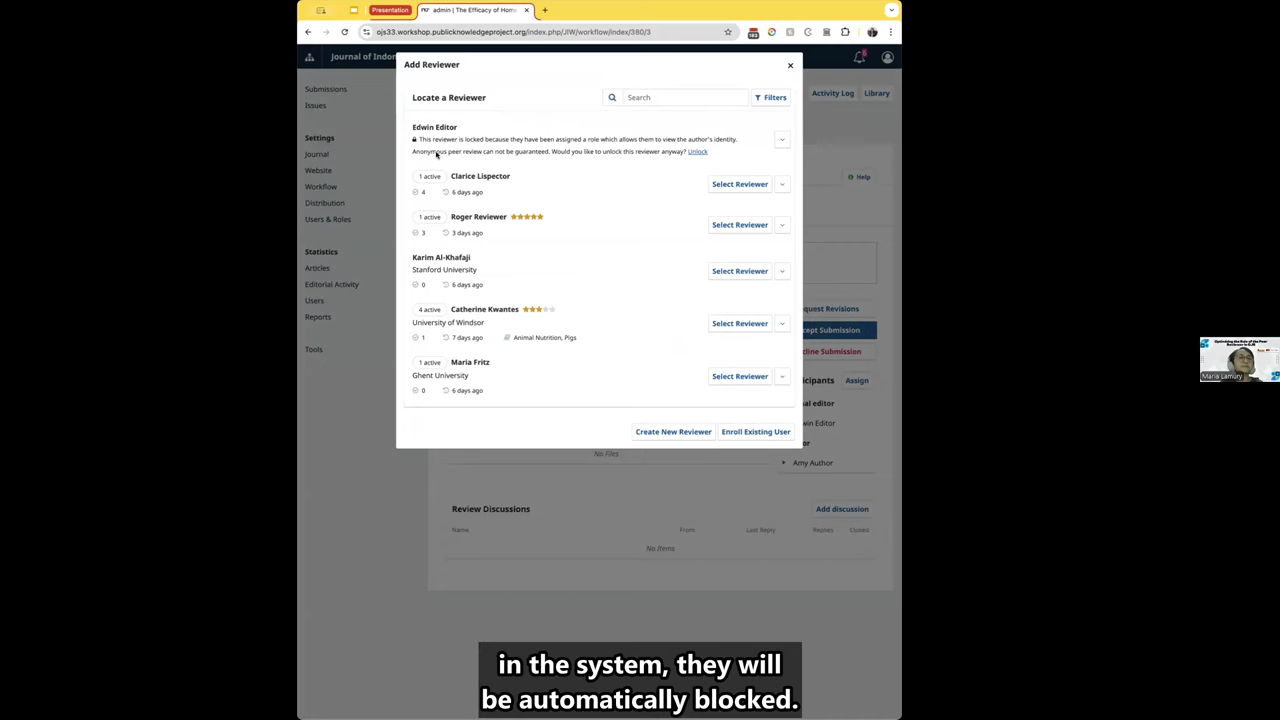 Presentation
admin | The Efficacy of Hom
ojs33.workshop.publicknowledgeproject.org/index.php/JIW/workflow/index/380/3
Journal of Indon
Submissions
Issues
Settings
Journal
Website
Workflow
Distribution
Users & Roles
Statistics
Articles
Editorial Activity
Users
Reports
Tools
Add Reviewer
Locate a Reviewer
Search
Filters
Edwin Editor
This reviewer is locked because they have been assigned a role which allows them to view the author's identity.
Anonymous peer review can not be guaranteed. Would you like to unlock this reviewer anyway? Unlock
1 active Clarice Lispector
4 6 days ago
Select Reviewer
1 active Roger Reviewer
3 3 days ago
Select Reviewer
Karim Al-Khafaji
Stanford University
0 6 days ago
Select Reviewer
4 active Catherine Kwantes
University of Windsor
1 7 days ago Animal Nutrition, Pigs
Select Reviewer
1 active Maria Fritz
Ghent University
0 6 days ago
Select Reviewer
Create New Reviewer Enroll Existing User
Activity Log Library
Help
equest Revisions
ccept Submission
cline Submission
ticipants Assign
nal editor
win Editor
or
Amy Author
No Files
Review Discussions
Add discussion
Name From Last Reply Replies Closed
No Items
Maria Lamury
in the system, they will
be automatically blocked.